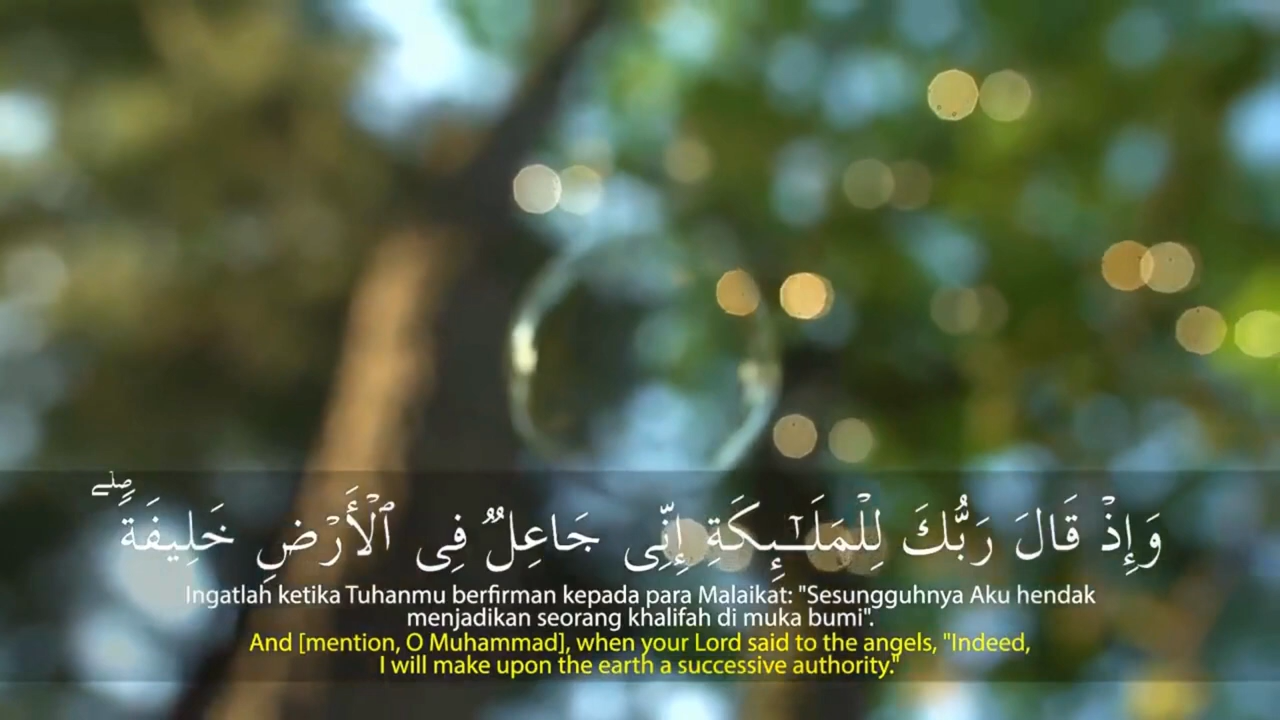 وَإِذْ قَالَ رَبُّكَ لِلْمَلَـٰٓئِكَةِ إِنِّى جَاعِلٌ فِى ٱلْأَرْضِ خَلِيفَةً ۖ
Ingatlah ketika Tuhanmu berfirman kepada para Malaikat: "Sesungguhnya Aku hendak
menjadikan seorang khalifah di muka bumi".
And [mention, O Muhammad], when your Lord said to the angels, "Indeed,
I will make upon the earth a successive authority."